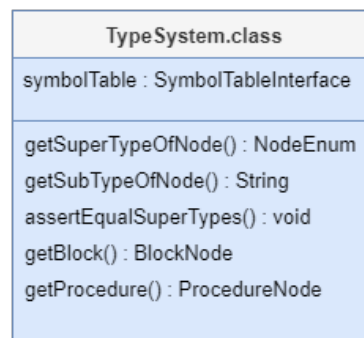 TypeSystem.class
symbolTable : SymbolTableInterface
getSuperTypeOfNode() : NodeEnum
getSubTypeOfNode() : String
assertEqualSuperTypes() : void
getBlock() : BlockNode
getProcedure() : ProcedureNode